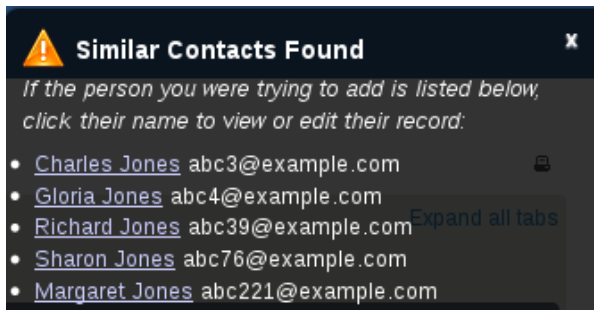 Similar Contacts Found
x
If the person you were trying to add is listed below,
click their name to view or edit their record:
Charles Jones abc3@example.com
Gloria Jones abc4@example.com
Richard Jones abc39@example.com
Expand all tabs
Sharon Jones abc76@example.com
Margaret Jones abc221@example.com